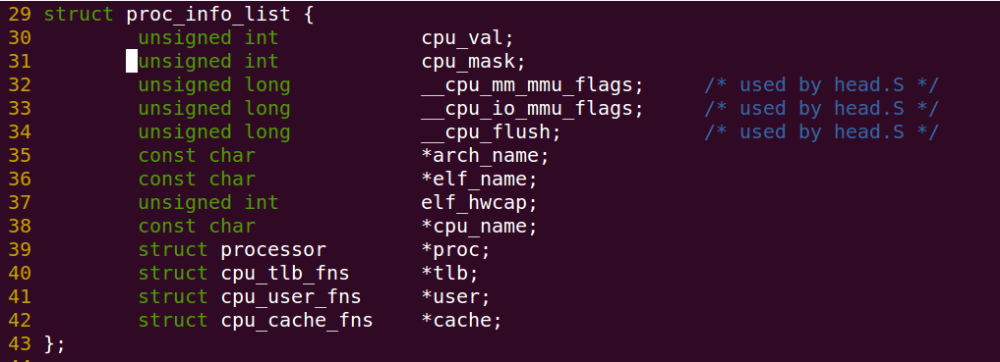 29 struct proc_info_list {
30         unsigned int            cpu_val;
31         unsigned int            cpu_mask;
32         unsigned long           __cpu_mm_mmu_flags;     /* used by head.S */
33         unsigned long           __cpu_io_mmu_flags;     /* used by head.S */
34         unsigned long           __cpu_flush;            /* used by head.S */
35         const char              *arch_name;
36         const char              *elf_name;
37         unsigned int            elf_hwcap;
38         const char              *cpu_name;
39         struct processor        *proc;
40         struct cpu_tlb_fns      *tlb;
41         struct cpu_user_fns     *user;
42         struct cpu_cache_fns    *cache;
43 };